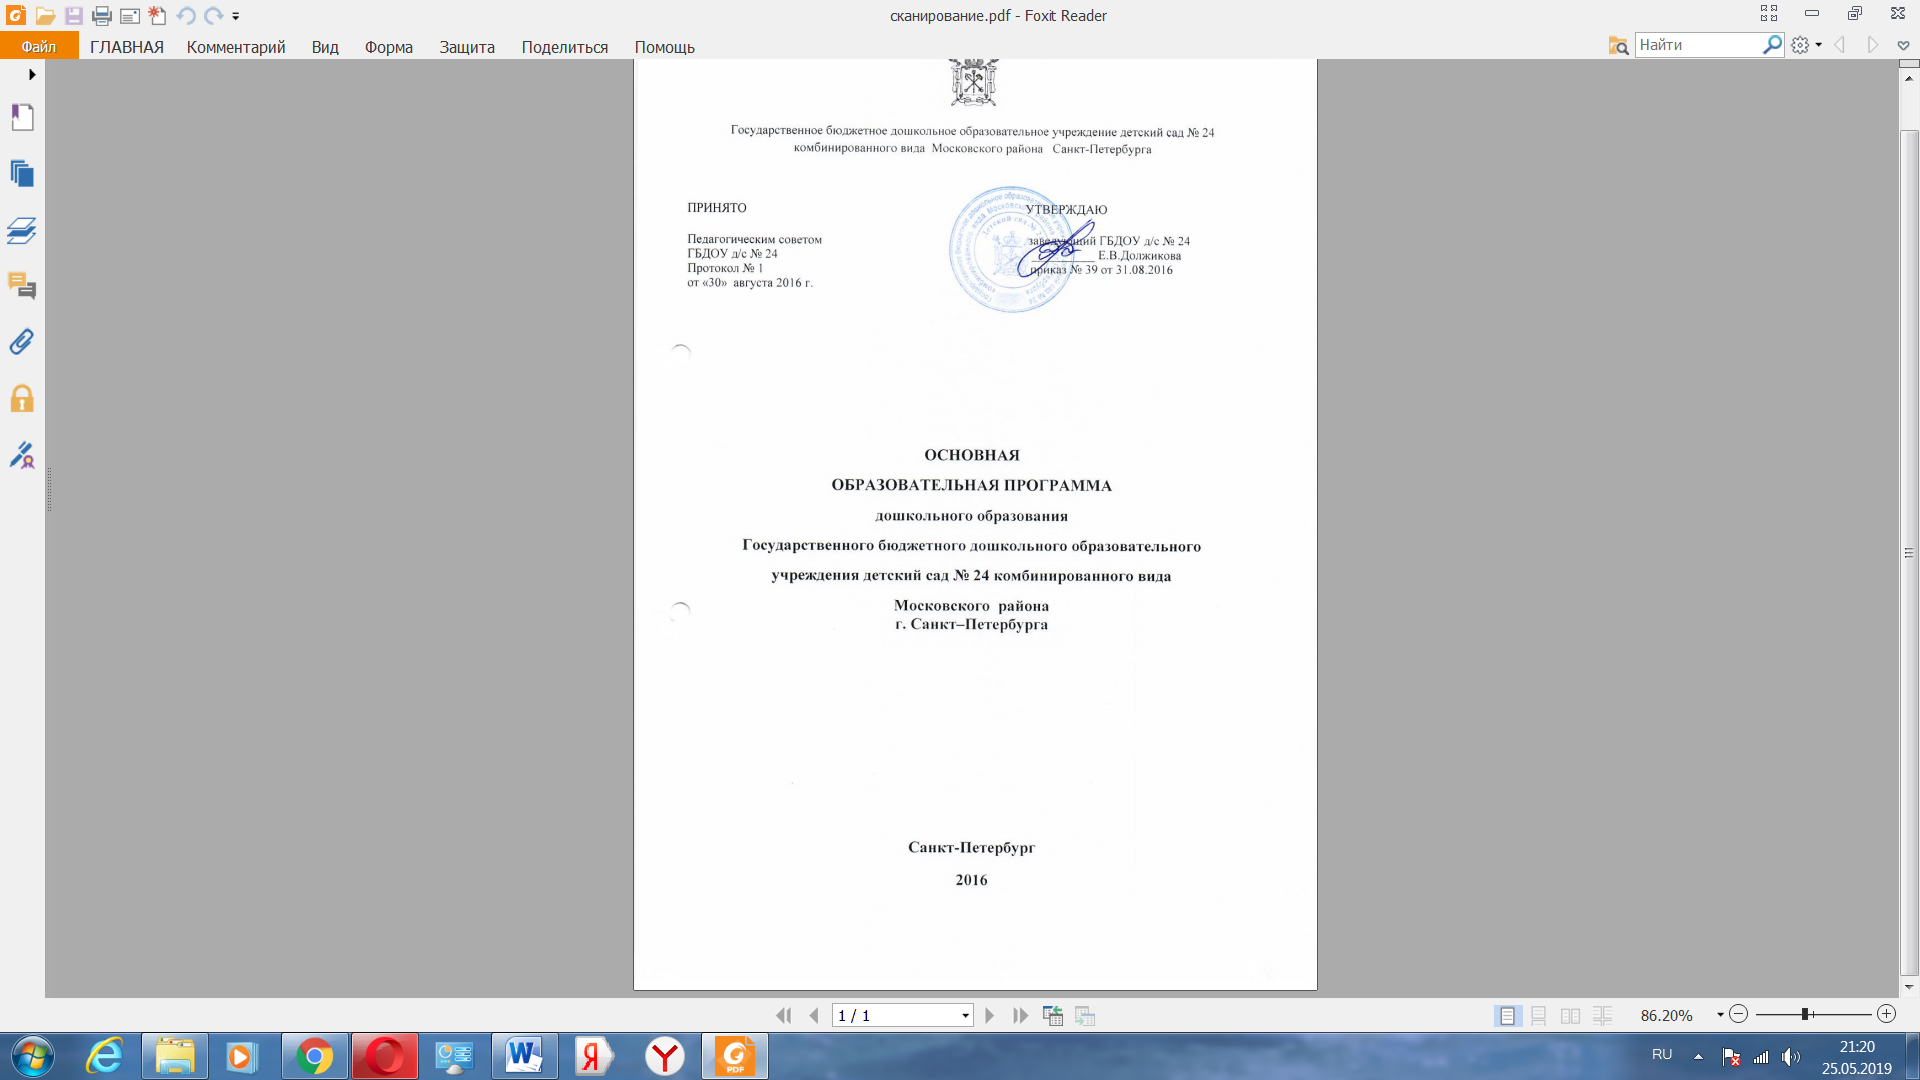 сканирование.pdf - Foxit Reader
Файл ГЛАВНАЯ Комментарий Вид Форма Защита Поделиться Помощь
Найти
Государственное бюджетное дошкольное образовательное учреждение детский сад № 24
комбинированного вида Московского района Санкт-Петербурга
ПРИНЯТО
Педагогическим советом
ГБДОУ д/с № 24
Протокол № 1
от «30» августа 2016 г.
УТВЕРЖДАЮ
заведующий ГБДОУ д/с № 24
__________ Е.В.Должикова
приказ № 39 от 31.08.2016
ОСНОВНАЯ
ОБРАЗОВАТЕЛЬНАЯ ПРОГРАММА
дошкольного образования
Государственного бюджетного дошкольного образовательного
учреждения детский сад № 24 комбинированного вида
Московского района
г. Санкт–Петербурга
Санкт-Петербург
2016
1 / 1
86.20%
RU
21:20
25.05.2019
PDF